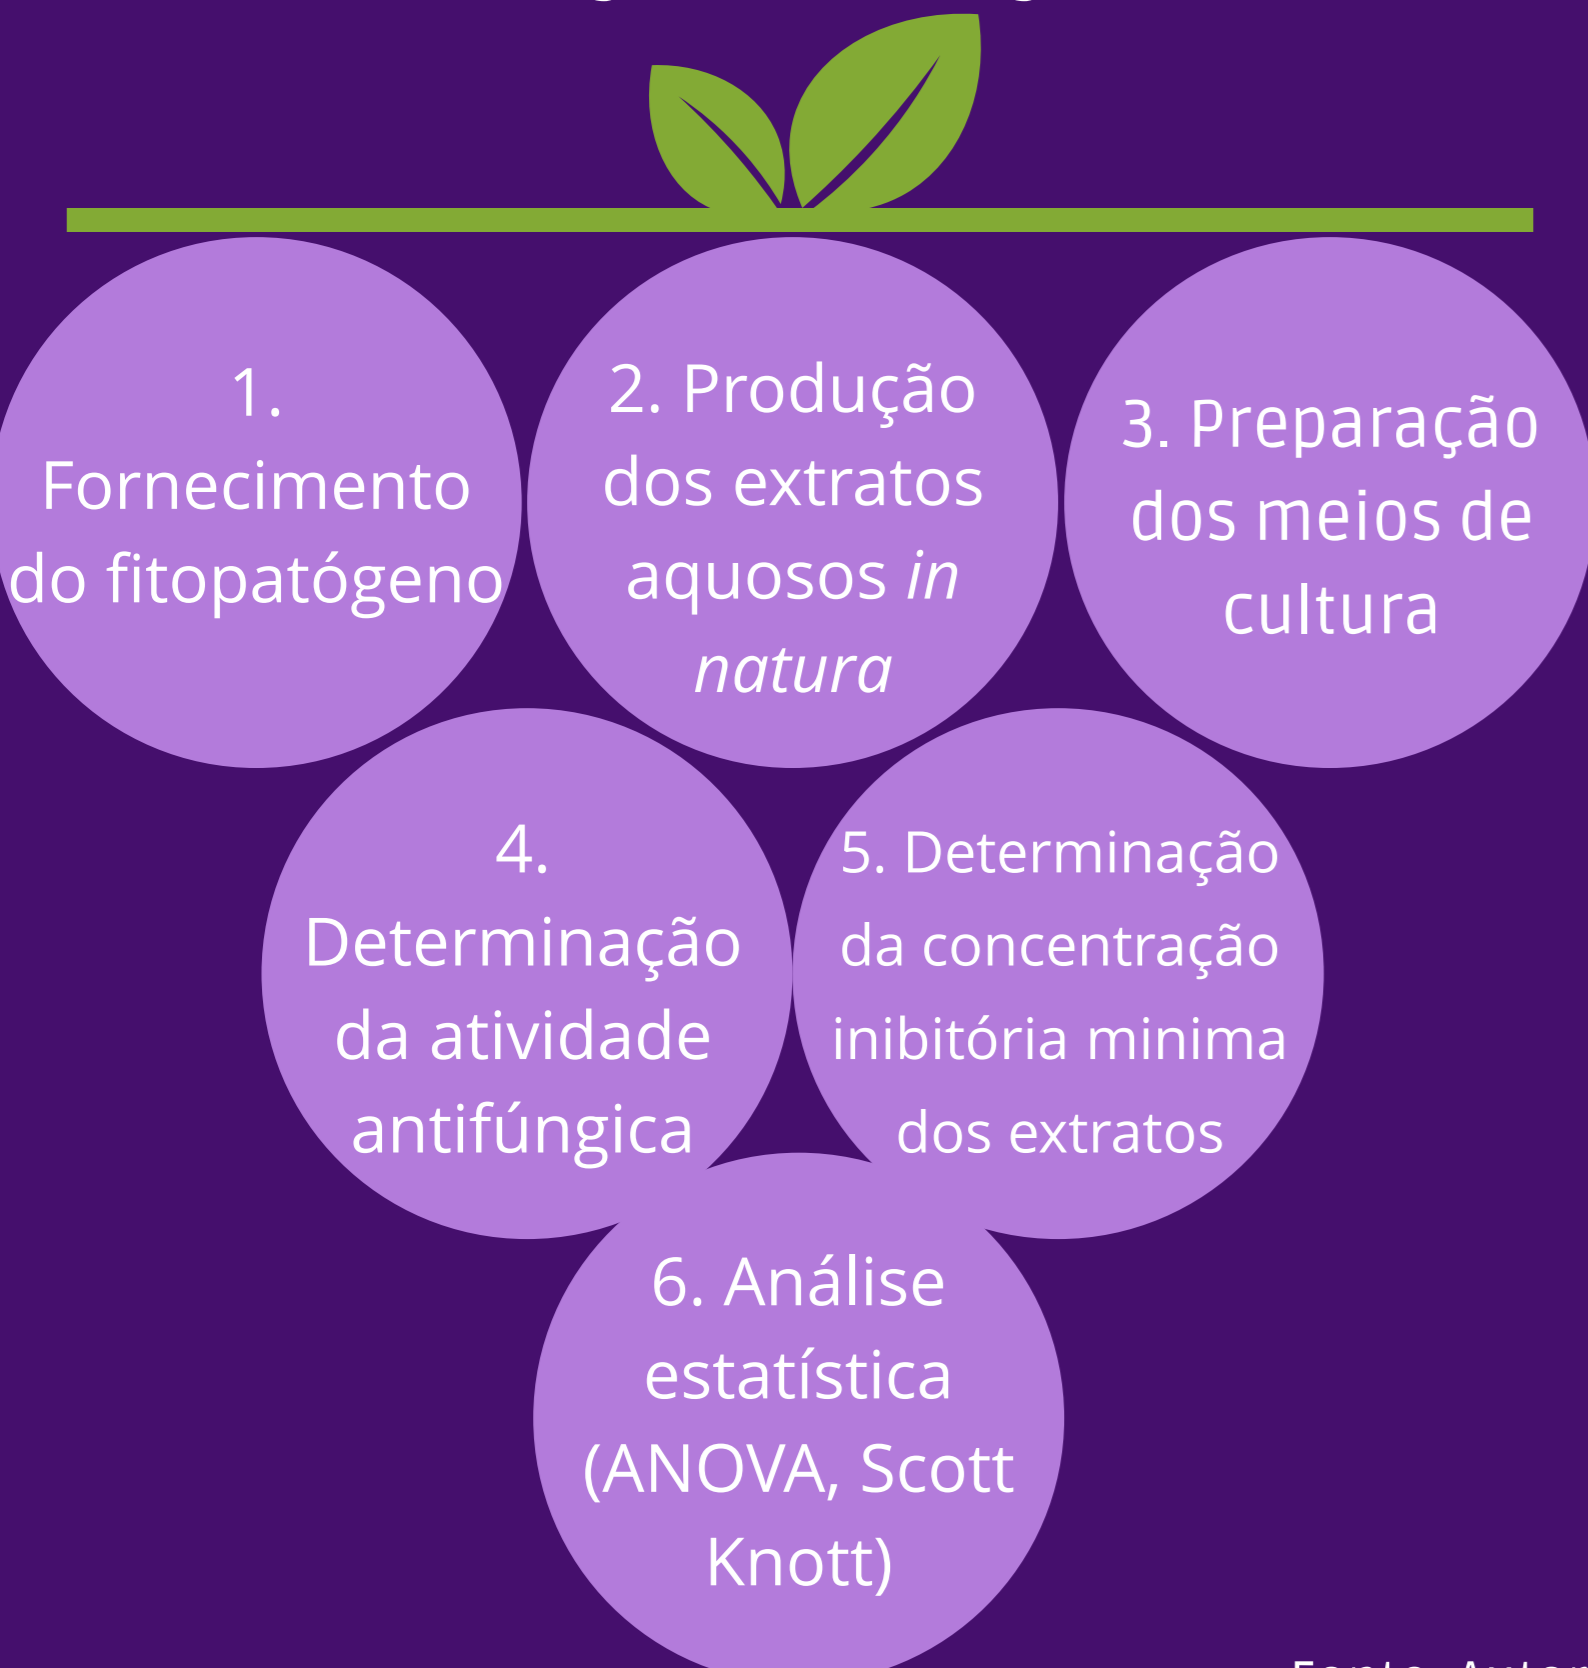 1.
Fornecimento
do fitopatógeno
2. Produção
dos extratos
aquosos in
natura
3. Preparação
dos meios de
cultura
4.
Determinação
da atividade
antifúngica
5. Determinação
da concentração
inibitória minima
dos extratos
6. Análise
estatística
(ANOVA, Scott
Knott)